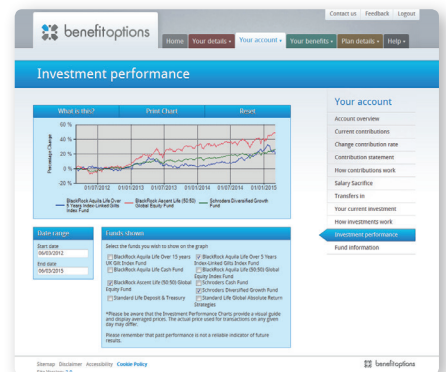 Contact us Feedback Logout
benefitoptions
Home Your details Your account Your benefits Plan details Help
Investment performance
What is this? Print Chart Reset
60 %
40 %
20 %
0 %
-20 %
Percentage Change
01/07/2012 01/01/2013 01/07/2013 01/01/2014 01/07/2014 01/01/2015
BlackRock Aquila Life Over 5 Years Index-Linked Gilts Index Fund
BlackRock Ascent Life (50:50) Global Equity Fund
Schroders Diversified Growth Fund
Date range
Start date
06/03/2012
End date
06/03/2015
Funds shown
Select the funds you wish to show on the graph
BlackRock Aquila Life Over 15 years UK Gilt Index Fund
BlackRock Aquila Life Over 5 Years Index-Linked Gilts Index Fund
BlackRock Aquila Life Cash Fund
BlackRock Aquila Life (50:50) Global Equity Index Fund
BlackRock Ascent Life (50:50) Global Equity Fund
Schroders Cash Fund
Schroders Diversified Growth Fund
Standard Life Deposit & Treasury
Standard Life Global Absolute Return Strategies
*Please be aware that the Investment Performance Charts provide a visual guide
and display averaged prices. The actual price used for transactions on any given
day may differ.
Please remember that past performance is not a reliable indicator of future
results.
Your account
Account overview
Current contributions
Change contribution rate
Contribution statement
How contributions work
Salary Sacrifice
Transfers in
Your current investment
How investments work
Investment performance
Fund information
Sitemap Disclaimer Accessibility Cookie Policy
benefitoptions